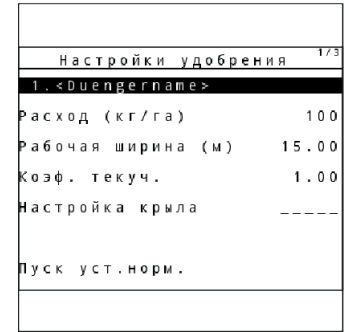 Настройки удобрения 1/3
1.<Duengername>
Расход (кг/га) 100
Рабочая ширина (м) 15.00
Коэф. текуч. 1.00
Настройка крыла _____
Пуск уст.норм.